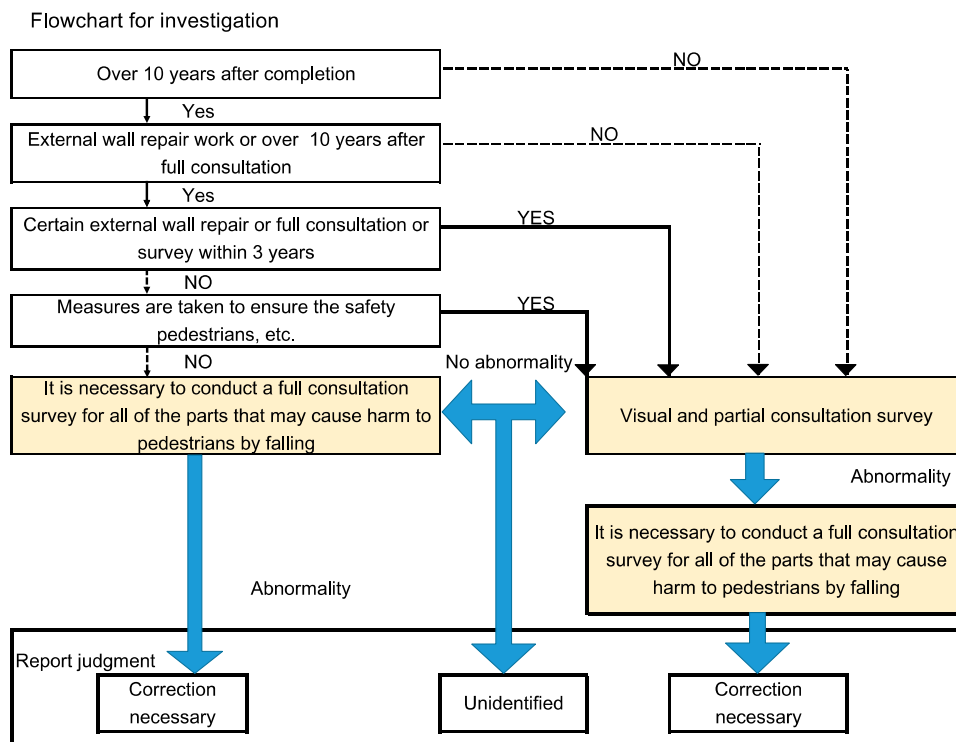 Flowchart for investigation
Over 10 years after completion
NO
Yes
External wall repair work or over 10 years after
full consultation
NO
Yes
Certain external wall repair or full consultation or
survey within 3 years
YES
NO
Measures are taken to ensure the safety
pedestrians, etc.
YES
NO
No abnormality
It is necessary to conduct a full consultation
survey for all of the parts that may cause harm to
pedestrians by falling
Visual and partial consultation survey
Abnormality
It is necessary to conduct a full consultation
survey for all of the parts that may cause
harm to pedestrians by falling
Abnormality
Report judgment
Correction
necessary
Unidentified
Correction
necessary